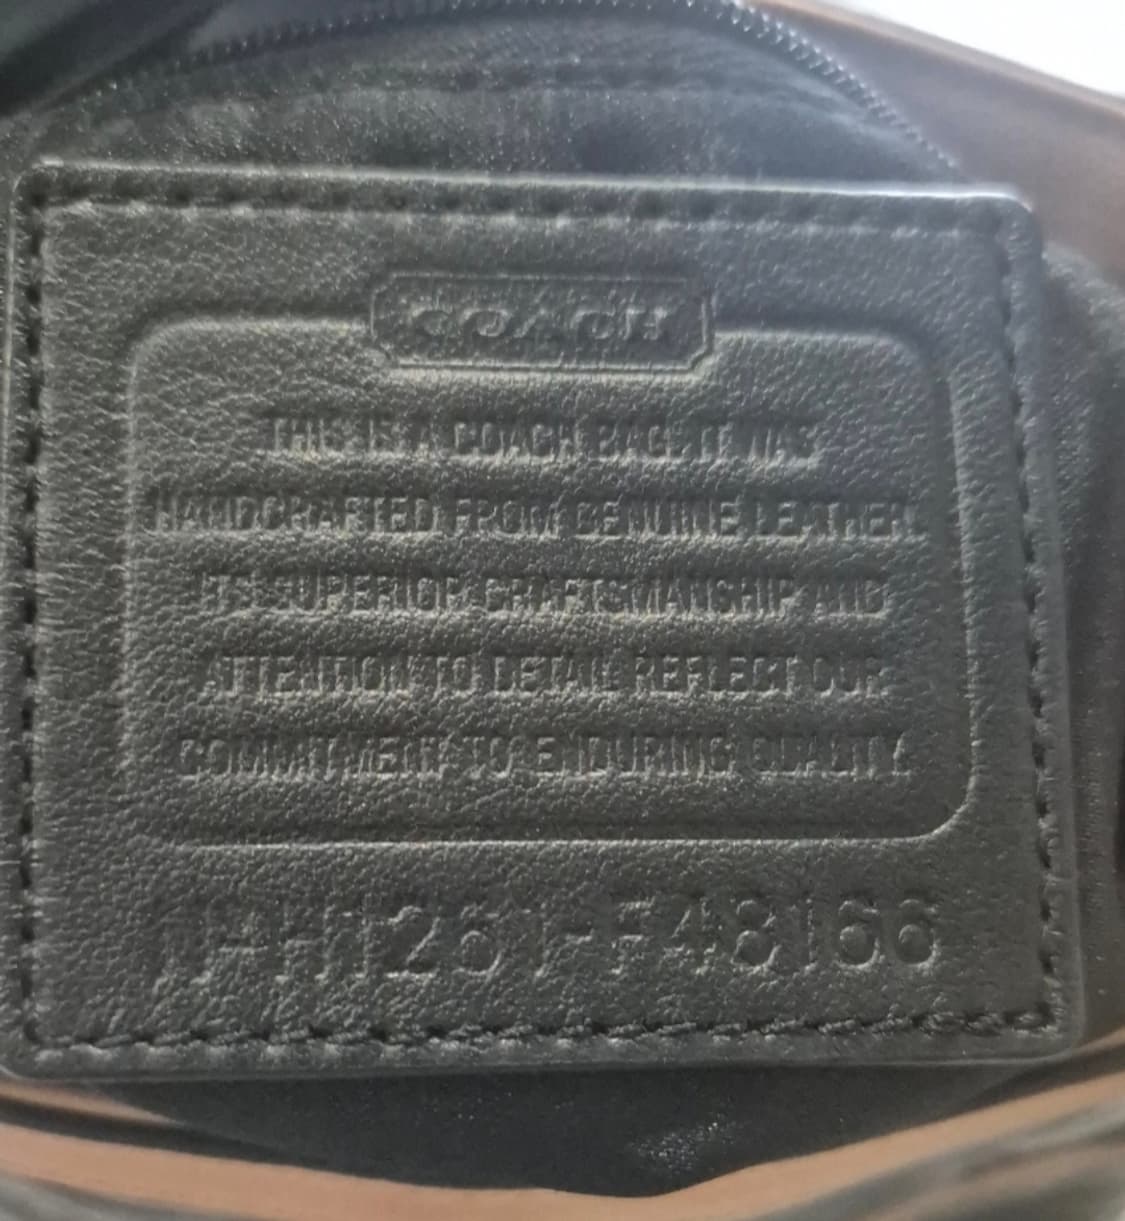 COACH
THIS IS A COACH BAG. IT WAS
HANDCRAFTED FROM GENUINE LEATHER.
ITS SUPERIOR CRAFTSMANSHIP AND
ATTENTION TO DETAIL REFLECT OUR
COMMITMENT TO ENDURING QUALITY.